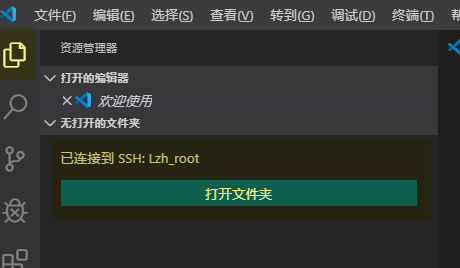 文件(F) 编辑(E) 选择(S) 查看(V) 转到(G) 调试(D) 终端(T)
资源管理器
打开的编辑器
欢迎使用
无打开的文件夹
已连接到 SSH: Lzh_root
打开文件夹